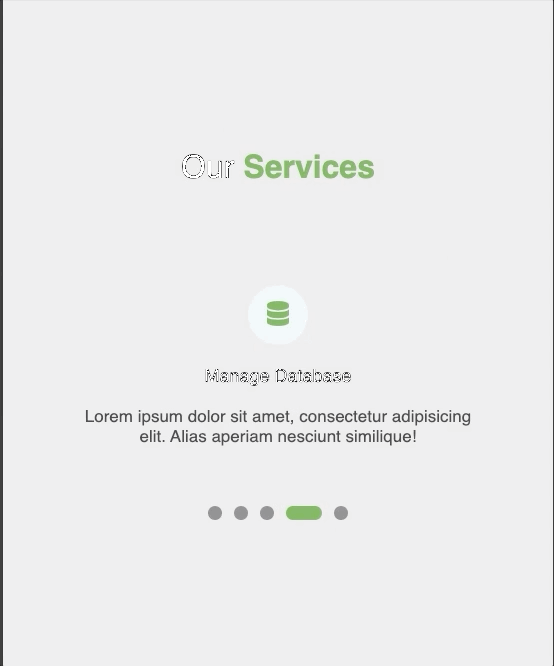 Our Services
Manage Database
Lorem ipsum dolor sit amet, consectetur adipisicing
elit. Alias aperiam nesciunt similique!